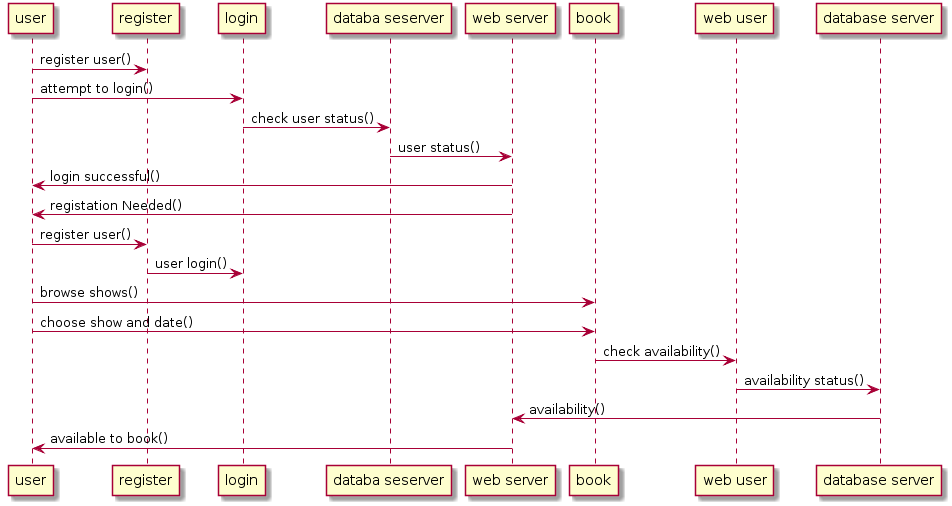 user register login databa seserver web server book web user database server
register user()
attempt to login()
check user status()
user status()
login successful()
registation Needed()
register user()
user login()
browse shows()
choose show and date()
check availability()
availability status()
availability()
available to book()
user register login databa seserver web server book web user database server